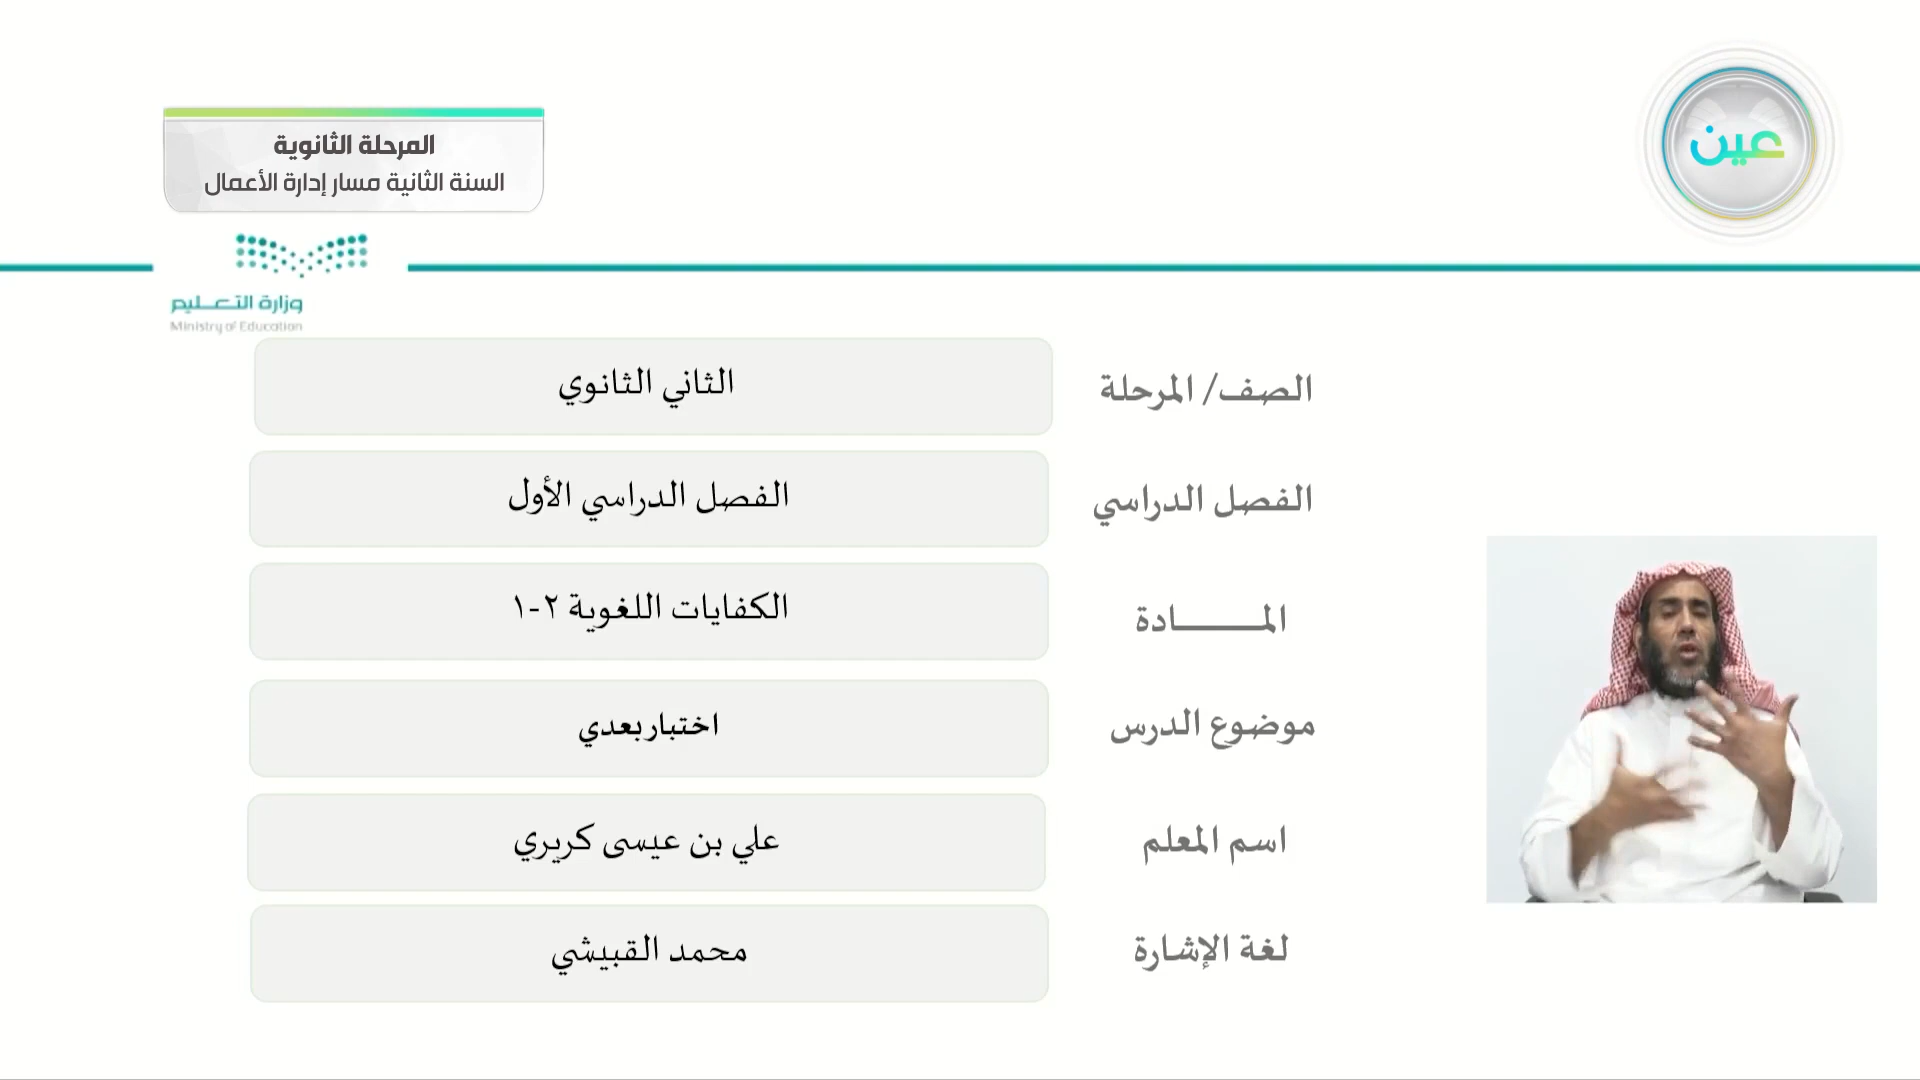 عين
المرحلة الثانوية
السنة الثانية مسار إدارة الأعمال
وزارة التعـــليم
Ministry of Education
الصف/ المرحلة
الثاني الثانوي
الفصل الدراسي
الفصل الدراسي الأول
المـــــــــادة
الكفايات اللغوية ٢-١
موضوع الدرس
اختبار بعدي
اسم المعلم
علي بن عيسى كريري
لغة الإشارة
محمد القبيشي